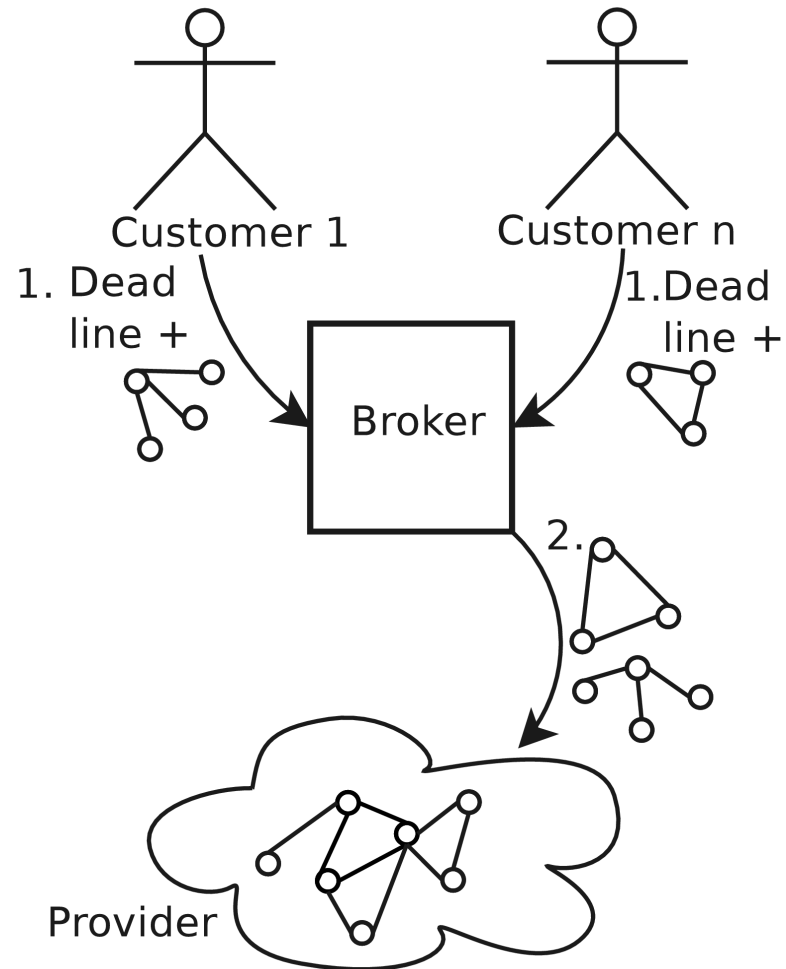 Customer 1
Customer n
1. Dead
line +
1.Dead
line +
Broker
2.
Provider